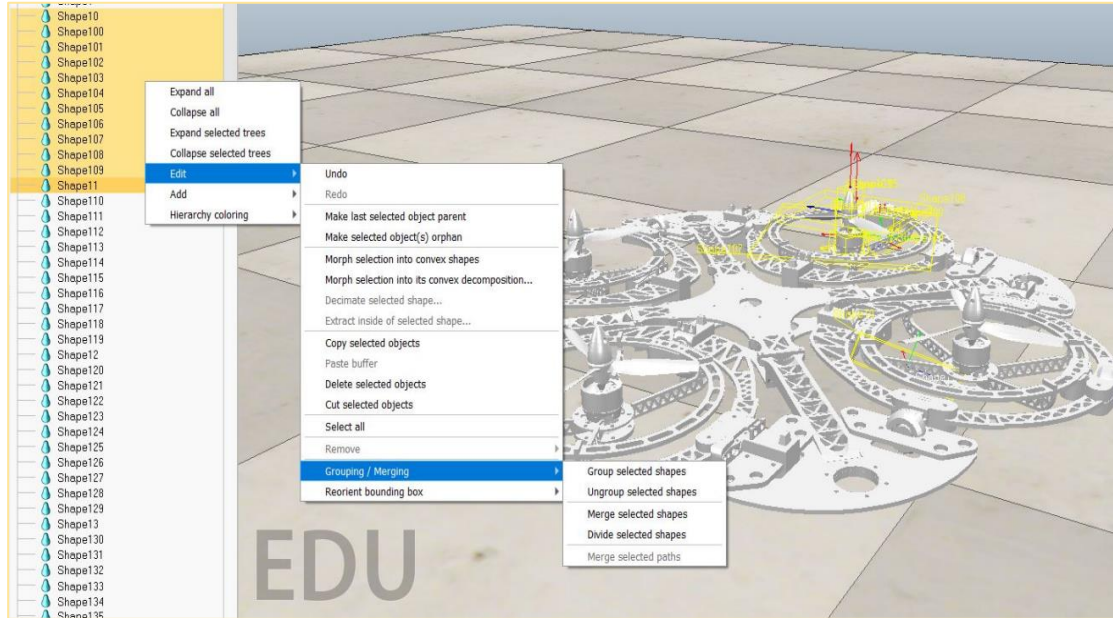 Shape10
Shape100
Shape101
Shape102
Shape103
Shape104
Shape105
Shape106
Shape107
Shape108
Shape109
Shape11
Shape110
Shape111
Shape112
Shape113
Shape114
Shape115
Shape116
Shape117
Shape118
Shape119
Shape12
Shape120
Shape121
Shape122
Shape123
Shape124
Shape125
Shape126
Shape127
Shape128
Shape129
Shape13
Shape130
Shape131
Shape132
Shape133
Shape134
Shape135
Expand all
Collapse all
Expand selected trees
Collapse selected trees
Edit
Add
Hierarchy coloring
Undo
Redo
Make last selected object parent
Make selected object(s) orphan
Morph selection into convex shapes
Morph selection into its convex decomposition...
Decimate selected shape...
Extract inside of selected shape...
Copy selected objects
Paste buffer
Delete selected objects
Cut selected objects
Select all
Remove
Grouping / Merging
Reorient bounding box
Group selected shapes
Ungroup selected shapes
Merge selected shapes
Divide selected shapes
Merge selected paths
Shape107
EDU